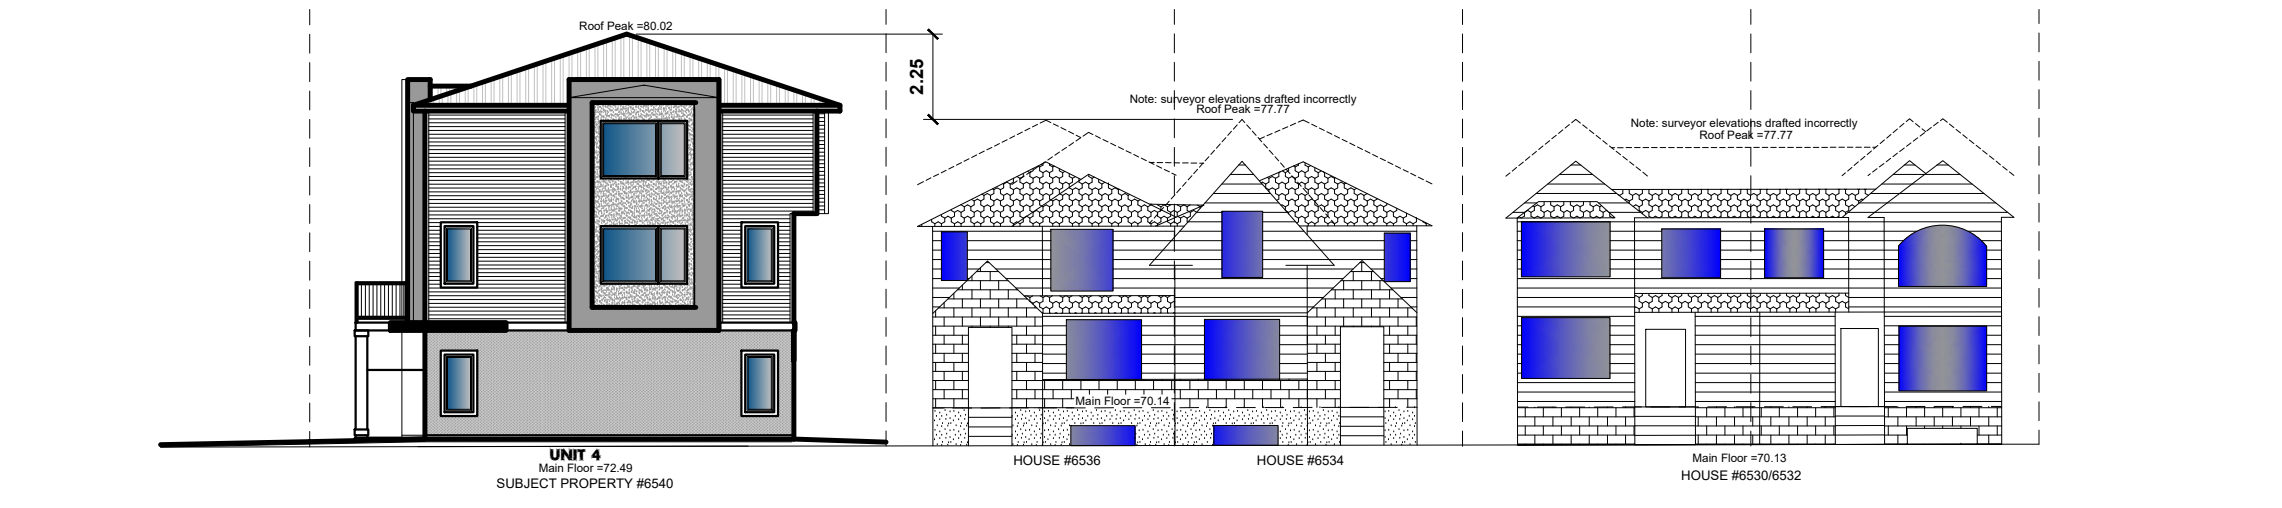 Roof Peak =80.02
2.25
Note: surveyor elevations drafted incorrectly
Roof Peak =77.77
Note: surveyor elevations drafted incorrectly
Roof Peak =77.77
Main Floor =70.14
UNIT 4
Main Floor =72.49
SUBJECT PROPERTY #6540
HOUSE #6536
HOUSE #6534
Main Floor =70.13
HOUSE #6530/6532